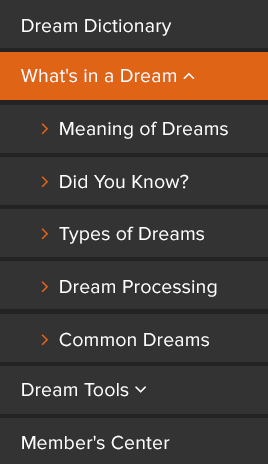 Dream Dictionary
What's in a Dream
Meaning of Dreams
Did You Know?
Types of Dreams
Dream Processing
Common Dreams
Dream Tools
Member's Center